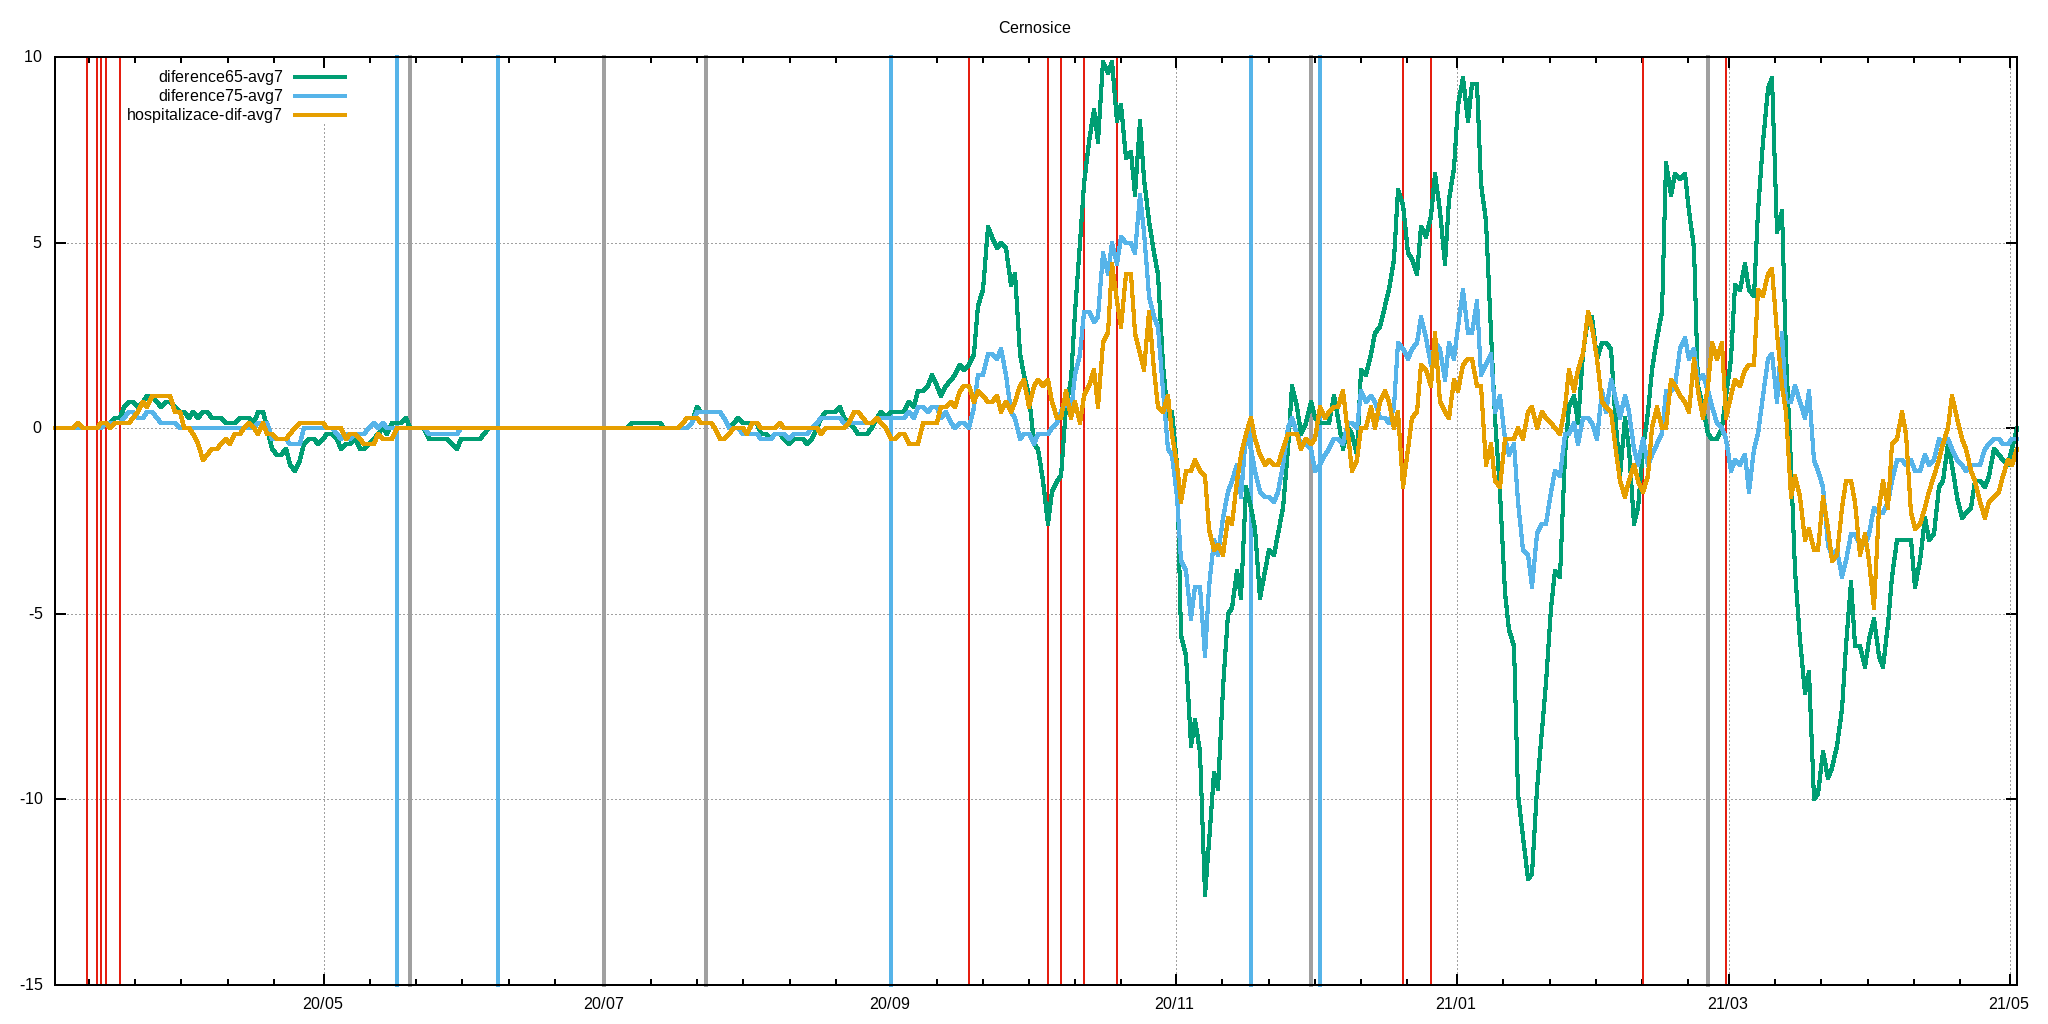 Cernosice
10
diference65-avg7
diference75-avg7
hospitalizace-dif-avg7
5
0
-5
-10
-15
20/05 20/07 20/09 20/11 21/01 21/03 21/05